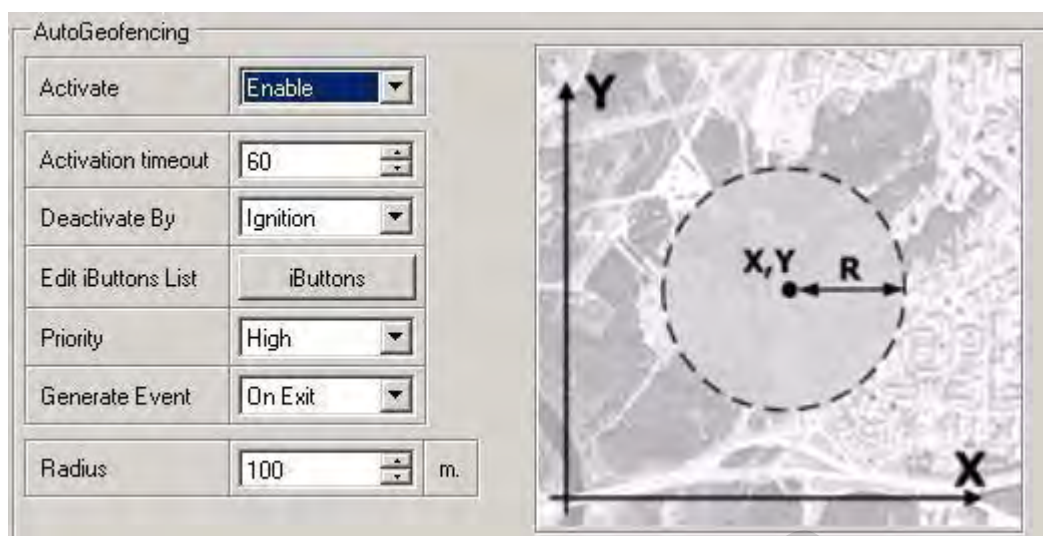 AutoGeofencing
Activate Enable
Activation timeout 60
Deactivate By Ignition
Edit iButtons List iButtons
Priority High
Generate Event On Exit
Radius 100 m.
Y
X,Y R
X